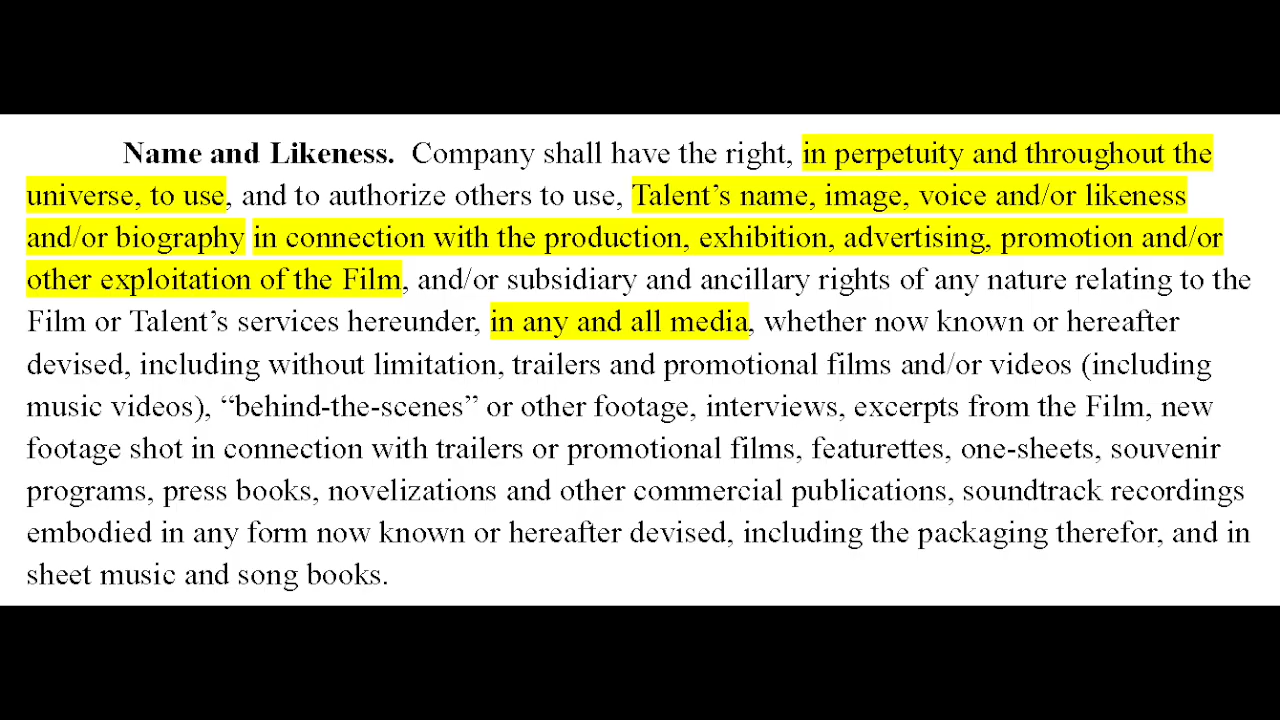 Name and Likeness. Company shall have the right, in perpetuity and throughout the
universe, to use, and to authorize others to use, Talent’s name, image, voice and/or likeness
and/or biography in connection with the production, exhibition, advertising, promotion and/or
other exploitation of the Film, and/or subsidiary and ancillary rights of any nature relating to the
Film or Talent’s services hereunder, in any and all media, whether now known or hereafter
devised, including without limitation, trailers and promotional films and/or videos (including
music videos), “behind-the-scenes” or other footage, interviews, excerpts from the Film, new
footage shot in connection with trailers or promotional films, featurettes, one-sheets, souvenir
programs, press books, novelizations and other commercial publications, soundtrack recordings
embodied in any form now known or hereafter devised, including the packaging therefor, and in
sheet music and song books.